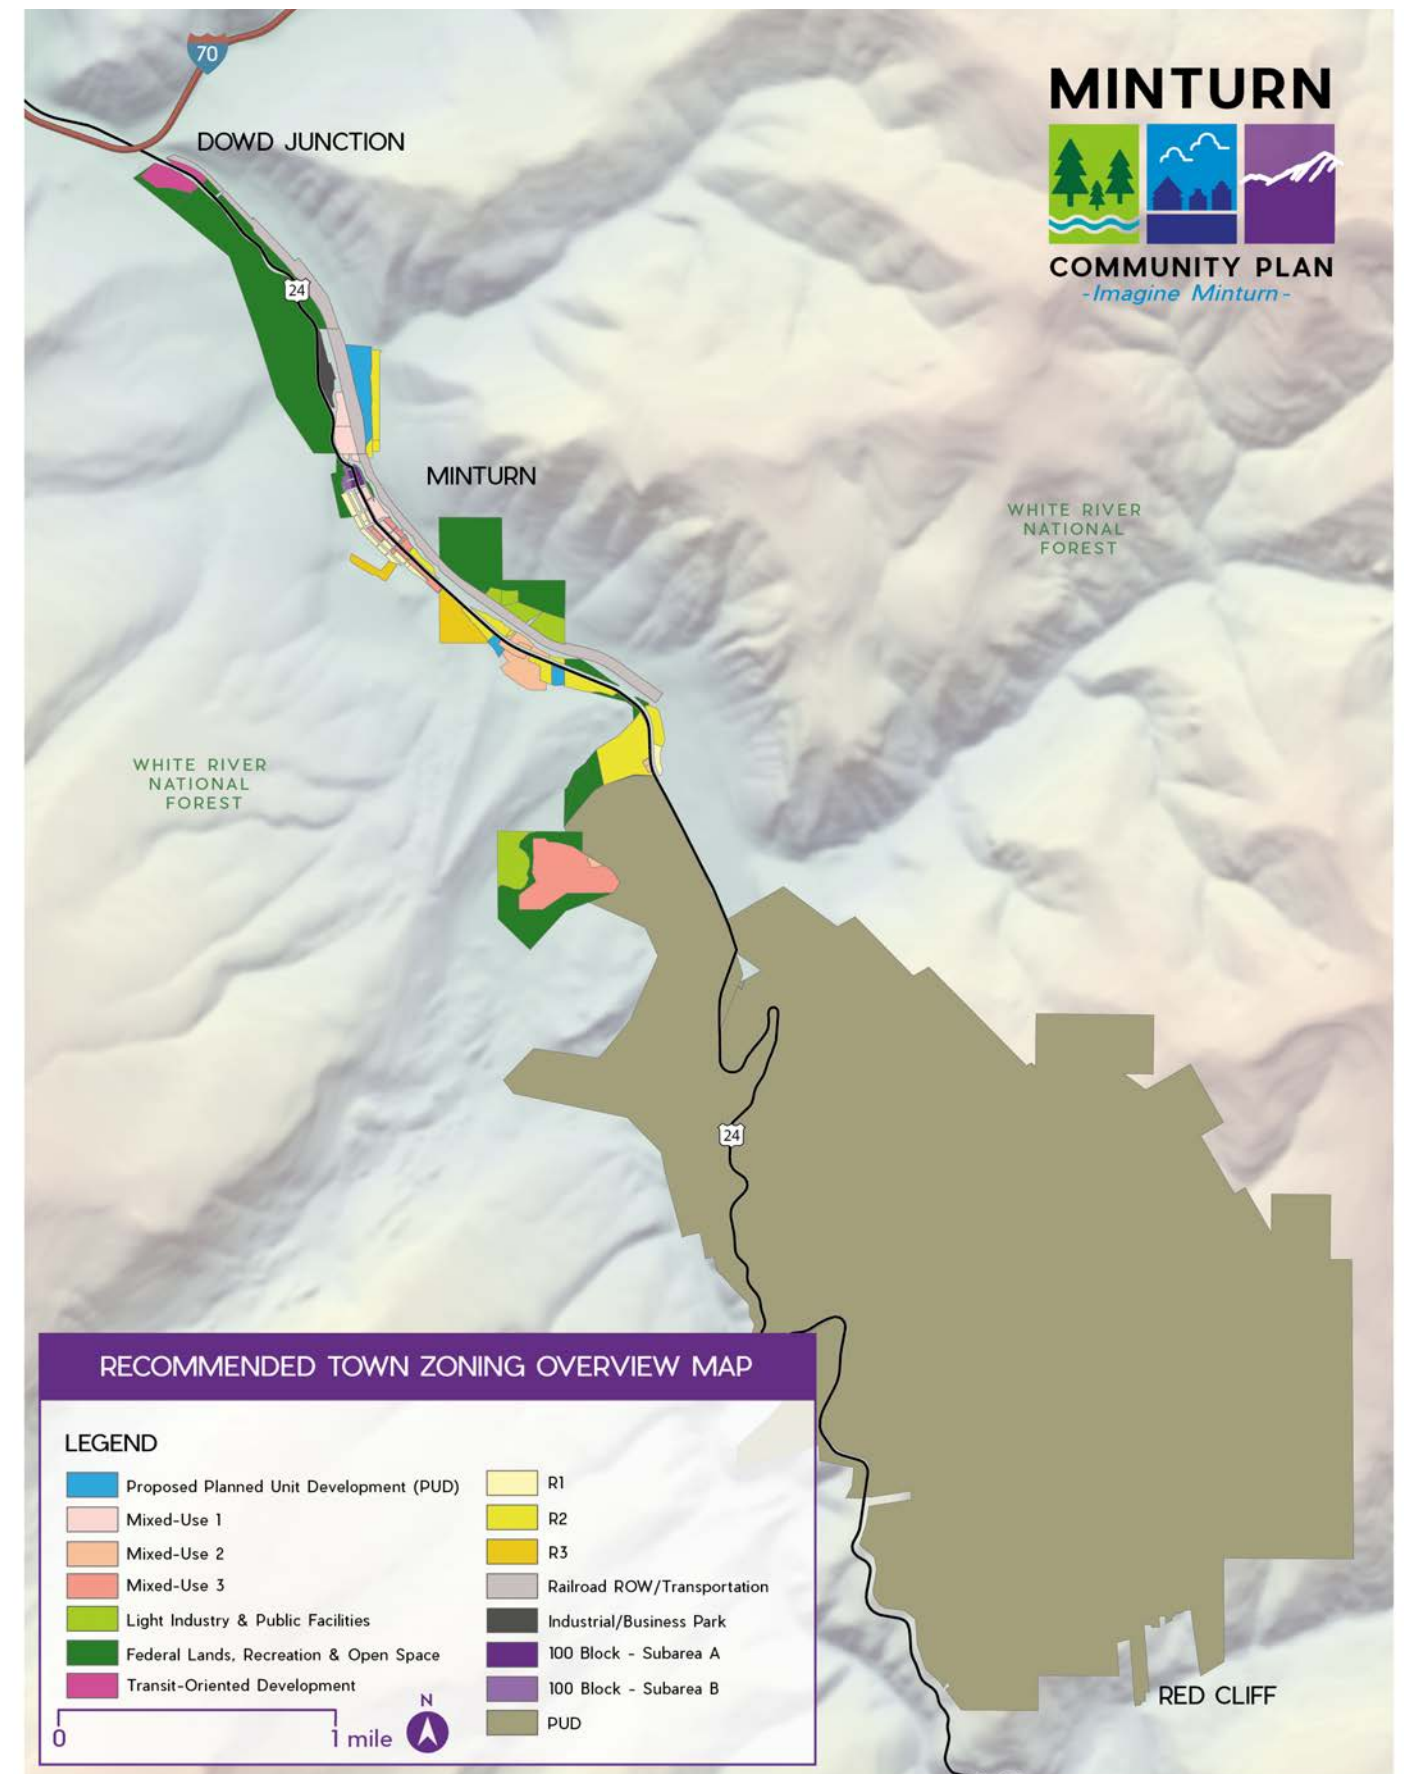 70
MINTURN
DOWD JUNCTION
COMMUNITY PLAN
-Imagine Minturn-
24
MINTURN
WHITE RIVER
NATIONAL
FOREST
WHITE RIVER
NATIONAL
FOREST
24
RECOMMENDED TOWN ZONING OVERVIEW MAP
LEGEND
Proposed Planned Unit Development (PUD)
Mixed-Use 1
Mixed-Use 2
Mixed-Use 3
Light Industry & Public Facilities
Federal Lands, Recreation & Open Space
Transit-Oriented Development
R1
R2
R3
Railroad ROW/Transportation
Industrial/Business Park
100 Block - Subarea A
100 Block - Subarea B
PUD
N
0
1 mile
RED CLIFF